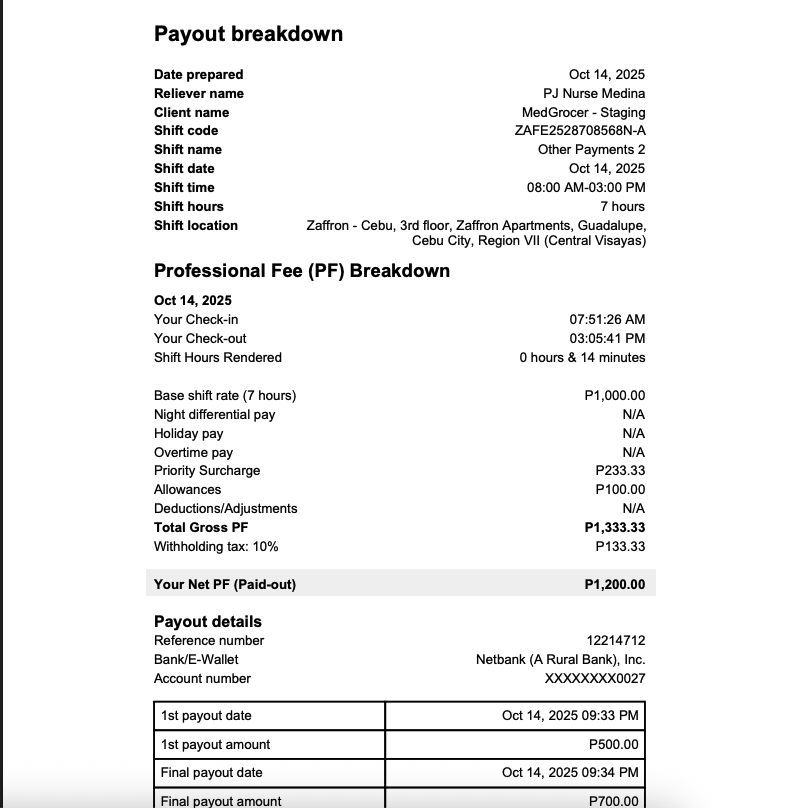 Payout breakdown
Date prepared Oct 14, 2025
Reliever name PJ Nurse Medina
Client name MedGrocer - Staging
Shift code ZAFE2528708568N-A
Shift name Other Payments 2
Shift date Oct 14, 2025
Shift time 08:00 AM-03:00 PM
Shift hours 7 hours
Shift location Zaffron - Cebu, 3rd floor, Zaffron Apartments, Guadalupe,
Cebu City, Region VII (Central Visayas)
Professional Fee (PF) Breakdown
Oct 14, 2025
Your Check-in 07:51:26 AM
Your Check-out 03:05:41 PM
Shift Hours Rendered 0 hours & 14 minutes
Base shift rate (7 hours) P1,000.00
Night differential pay N/A
Holiday pay N/A
Overtime pay N/A
Priority Surcharge P233.33
Allowances P100.00
Deductions/Adjustments N/A
Total Gross PF P1,333.33
Withholding tax: 10% P133.33
Your Net PF (Paid-out) P1,200.00
Payout details
Reference number 12214712
Bank/E-Wallet Netbank (A Rural Bank), Inc.
Account number XXXXXXXX0027
1st payout date Oct 14, 2025 09:33 PM
1st payout amount P500.00
Final payout date Oct 14, 2025 09:34 PM
Final payout amount P700.00